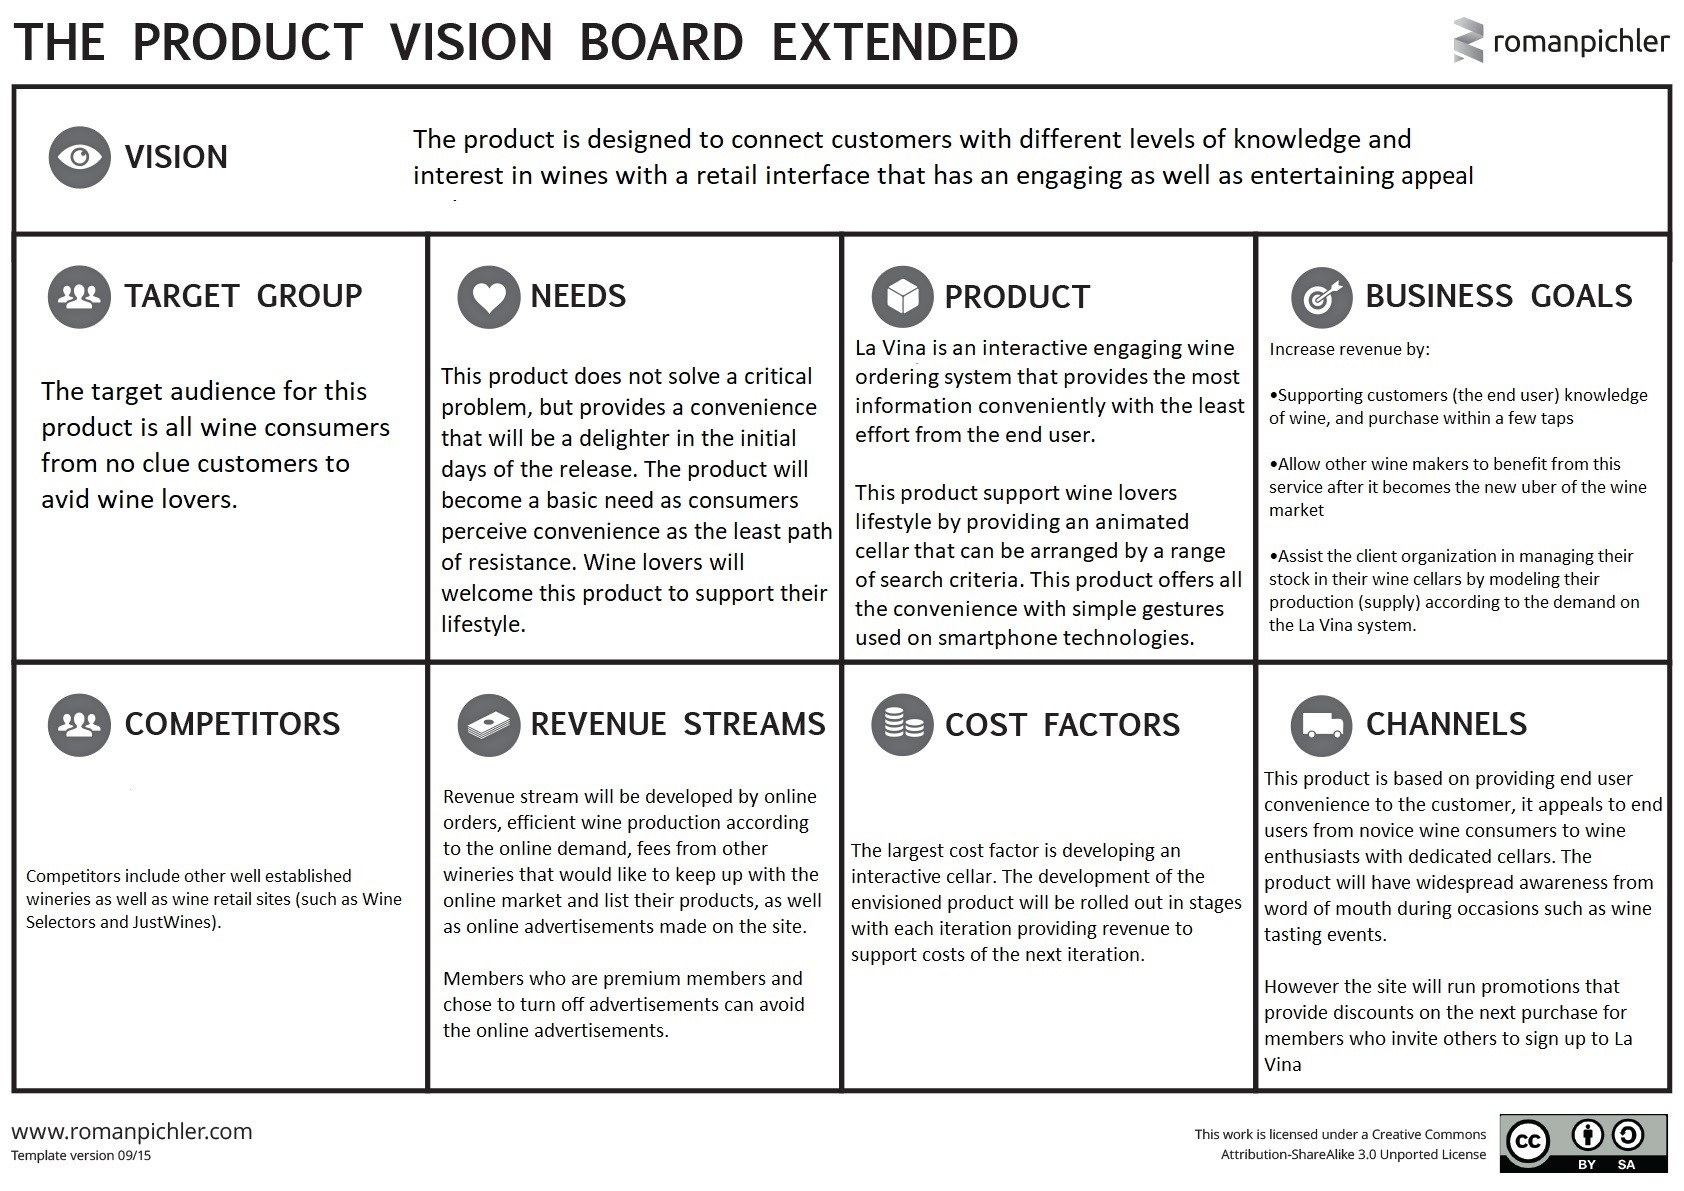 THE PRODUCT VISION BOARD EXTENDED
romanpichler
VISION
The product is designed to connect customers with different levels of knowledge and
interest in wines with a retail interface that has an engaging as well as entertaining appeal
TARGET GROUP
The target audience for this
product is all wine consumers
from no clue customers to
avid wine lovers.
NEEDS
This product does not solve a critical
problem, but provides a convenience
that will be a delighter in the initial
days of the release. The product will
become a basic need as consumers
perceive convenience as the least path
of resistance. Wine lovers will
welcome this product to support their
lifestyle.
PRODUCT
La Vina is an interactive engaging wine
ordering system that provides the most
information conveniently with the least
effort from the end user.
This product support wine lovers
lifestyle by providing an animated
cellar that can be arranged by a range
of search criteria. This product offers all
the convenience with simple gestures
used on smartphone technologies.
BUSINESS GOALS
Increase revenue by:
•Supporting customers (the end user) knowledge
of wine, and purchase within a few taps
•Allow other wine makers to benefit from this
service after it becomes the new uber of the wine
market
•Assist the client organization in managing their
stock in their wine cellars by modeling their
production (supply) according to the demand on
the La Vina system.
COMPETITORS
Competitors include other well established
wineries as well as wine retail sites (such as Wine
Selectors and JustWines).
REVENUE STREAMS
Revenue stream will be developed by online
orders, efficient wine production according
to the online demand, fees from other
wineries that would like to keep up with the
online market and list their products, as well
as online advertisements made on the site.
Members who are premium members and
chose to turn off advertisements can avoid
the online advertisements.
COST FACTORS
The largest cost factor is developing an
interactive cellar. The development of the
envisioned product will be rolled out in stages
with each iteration providing revenue to
support costs of the next iteration.
CHANNELS
This product is based on providing end user
convenience to the customer, it appeals to end
users from novice wine consumers to wine
enthusiasts with dedicated cellars. The
product will have widespread awareness from
word of mouth during occasions such as wine
tasting events.
However the site will run promotions that
provide discounts on the next purchase for
members who invite others to sign up to La
Vina
www.romanpichler.com
Template version 09/15
This work is licensed under a Creative Commons
Attribution-ShareAlike 3.0 Unported License
CC
BY SA